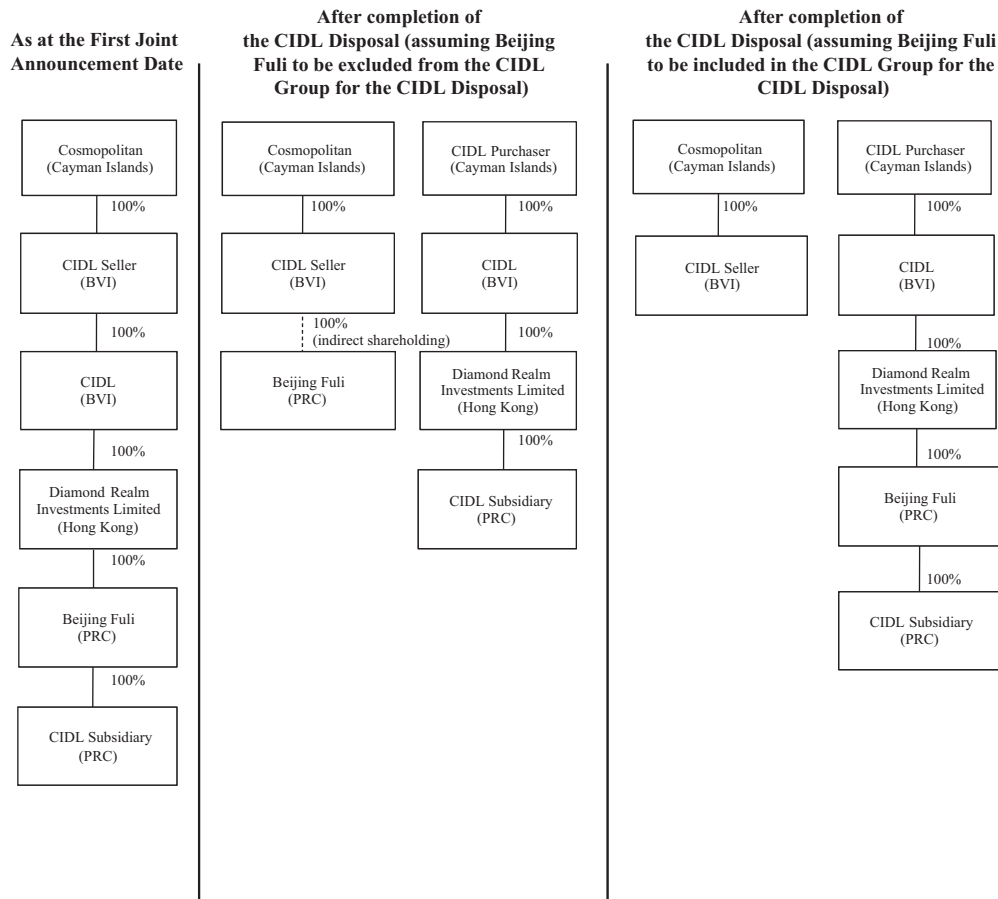 As at the First Joint
Announcement Date
Cosmopolitan
(Cayman Islands)
100%
CIDL Seller
(BVI)
100%
CIDL
(BVI)
100%
Diamond Realm
Investments Limited
(Hong Kong)
100%
Beijing Fuli
(PRC)
100%
CIDL Subsidiary
(PRC)
After completion of
the CIDL Disposal (assuming Beijing
Fuli to be excluded from the CIDL
Group for the CIDL Disposal)
Cosmopolitan
(Cayman Islands)
100%
CIDL Seller
(BVI)
100%
(indirect shareholding)
Beijing Fuli
(PRC)
CIDL Purchaser
(Cayman Islands)
100%
CIDL
(BVI)
100%
Diamond Realm
Investments Limited
(Hong Kong)
100%
CIDL Subsidiary
(PRC)
After completion of
the CIDL Disposal (assuming Beijing Fuli
to be included in the CIDL Group for the
CIDL Disposal)
Cosmopolitan
(Cayman Islands)
100%
CIDL Seller
(BVI)
CIDL Purchaser
(Cayman Islands)
100%
CIDL
(BVI)
100%
Diamond Realm
Investments Limited
(Hong Kong)
100%
Beijing Fuli
(PRC)
100%
CIDL Subsidiary
(PRC)